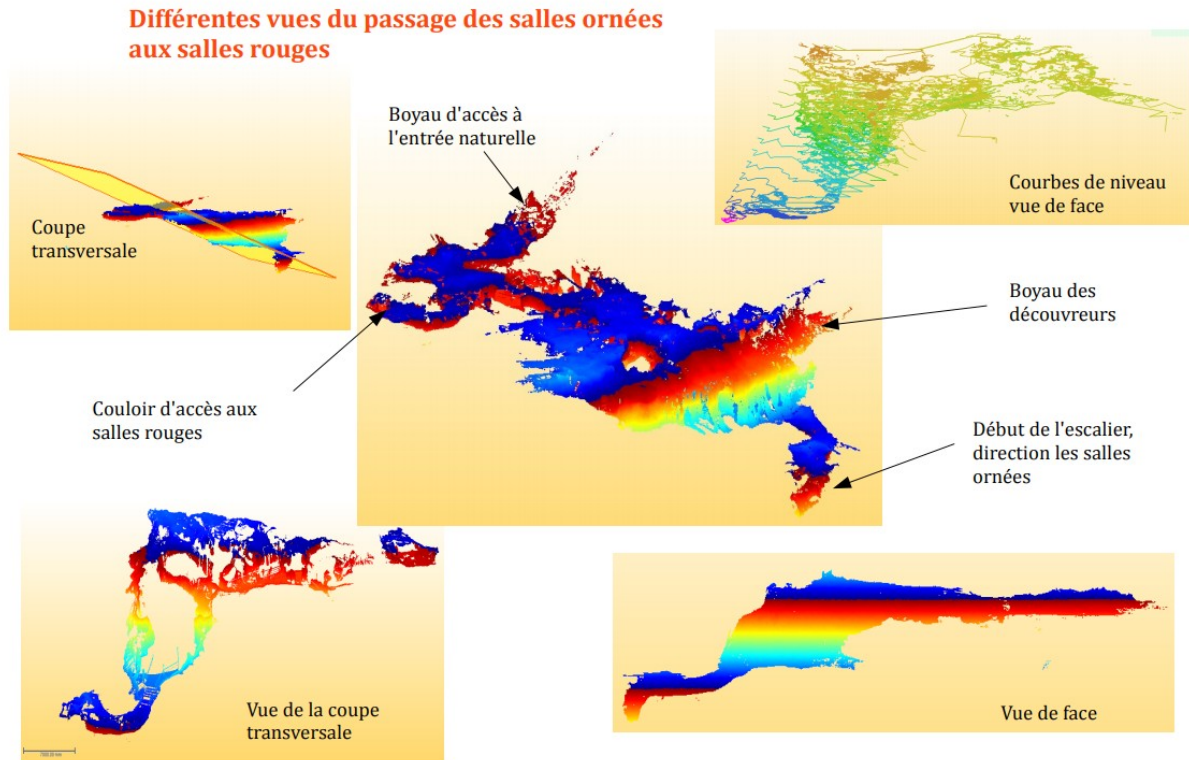 Différentes vues du passage des salles ornées
aux salles rouges
Boyau d'accès à
l'entrée naturelle
Coupe
transversale
Courbes de niveau
vue de face
Boyau des
découvreurs
Couloir d'accès aux
salles rouges
Début de l'escalier,
direction les salles
ornées
Vue de la coupe
transversale
Vue de face